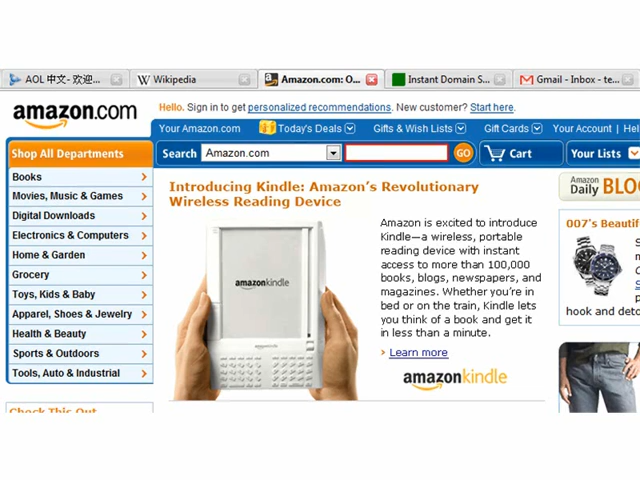 AOL 中文- 欢迎...
Wikipedia
Amazon.com: O...
Instant Domain S...
Gmail - Inbox - te...
amazon.com
Hello. Sign in to get personalized recommendations. New customer? Start here.
Your Amazon.com
Today's Deals
Gifts & Wish Lists
Gift Cards
Your Account | Hel
Shop All Departments
Search
Amazon.com
GO
Cart
Your Lists
Books
Movies, Music & Games
Digital Downloads
Electronics & Computers
Home & Garden
Grocery
Toys, Kids & Baby
Apparel, Shoes & Jewelry
Health & Beauty
Sports & Outdoors
Tools, Auto & Industrial
Check This Out
Introducing Kindle: Amazon's Revolutionary
Wireless Reading Device
amazonkindle
Amazon is excited to introduce
Kindle—a wireless, portable
reading device with instant
access to more than 100,000
books, blogs, newspapers, and
magazines. Whether you're in
bed or on the train, Kindle lets
you think of a book and get it
in less than a minute.
Learn more
amazonkindle
Amazon
Daily BLO
007's Beautif
hook and deto